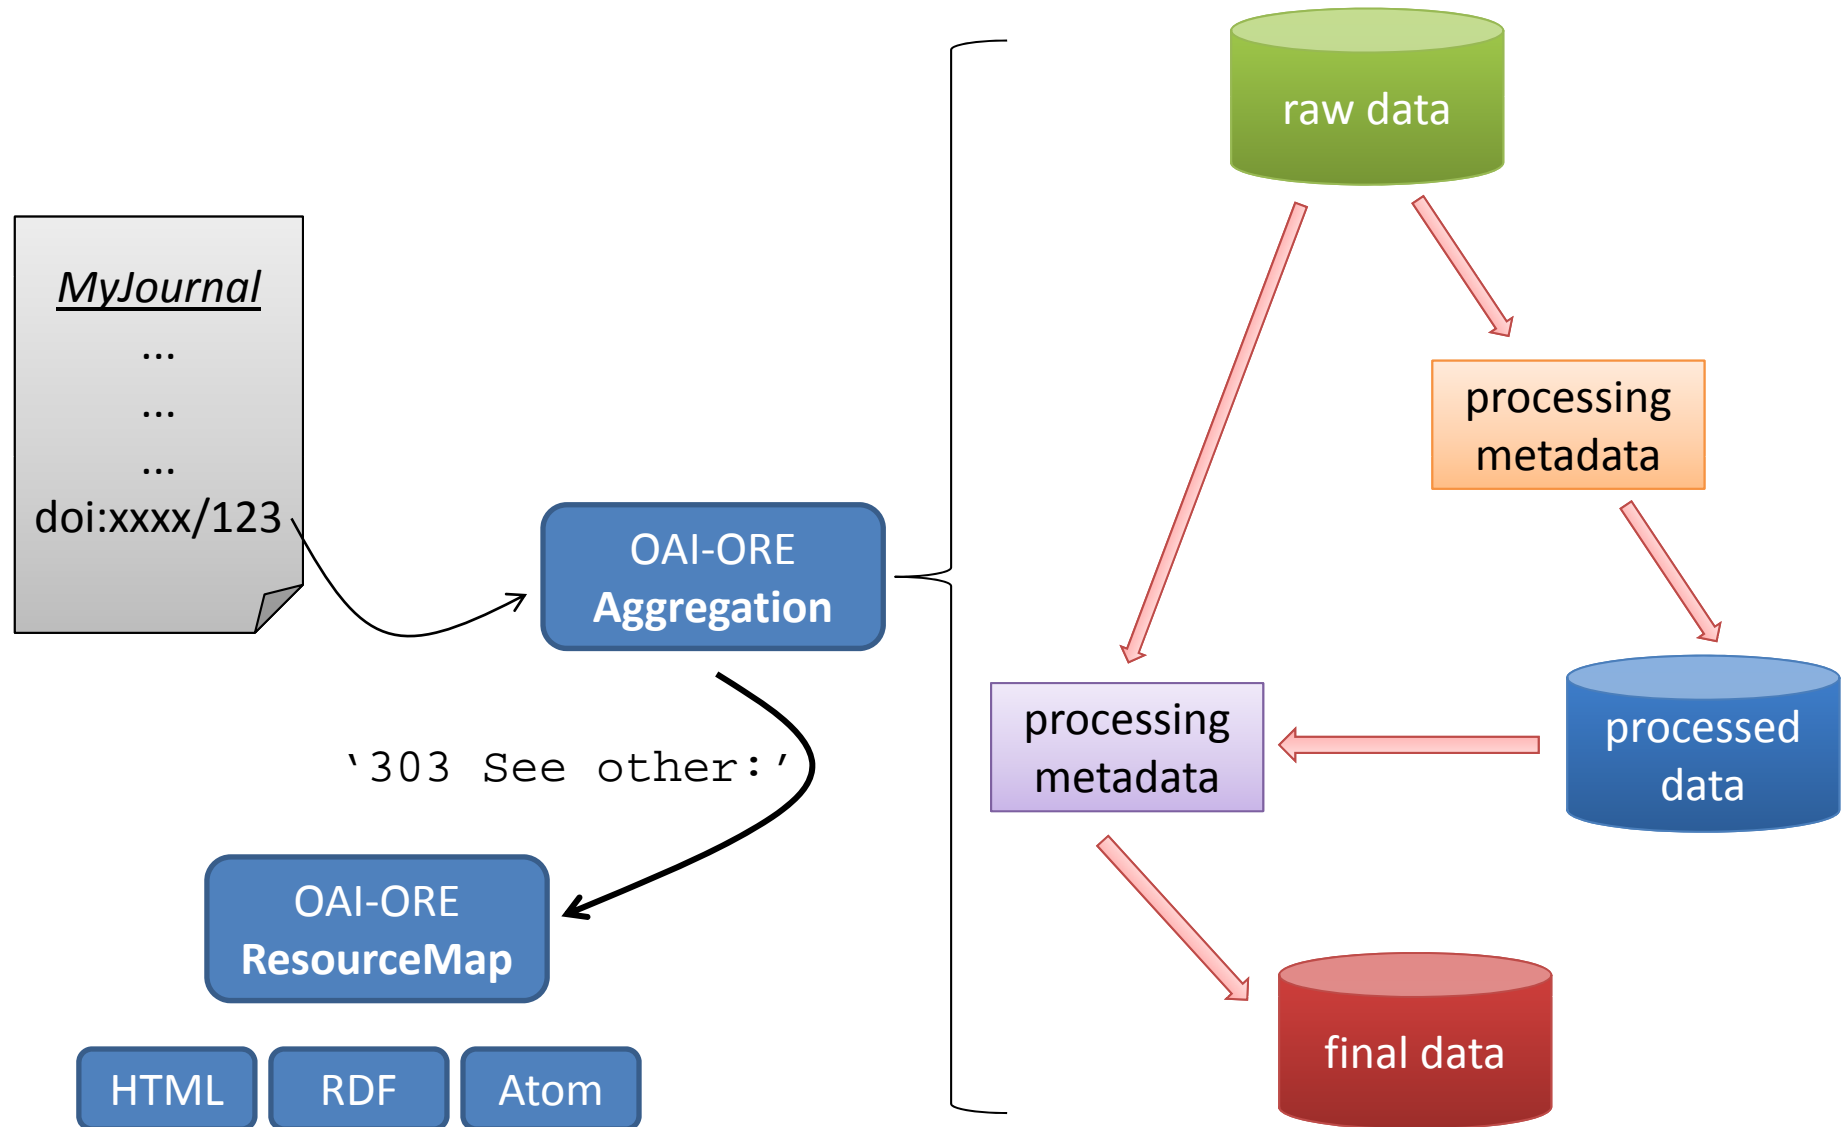 MyJournal
...
...
...
doi:xxxx/123
OAI-ORE
Aggregation
‘303 See other:’
OAI-ORE
ResourceMap
HTML
RDF
Atom
raw data
processing
metadata
processed
data
processing
metadata
final data